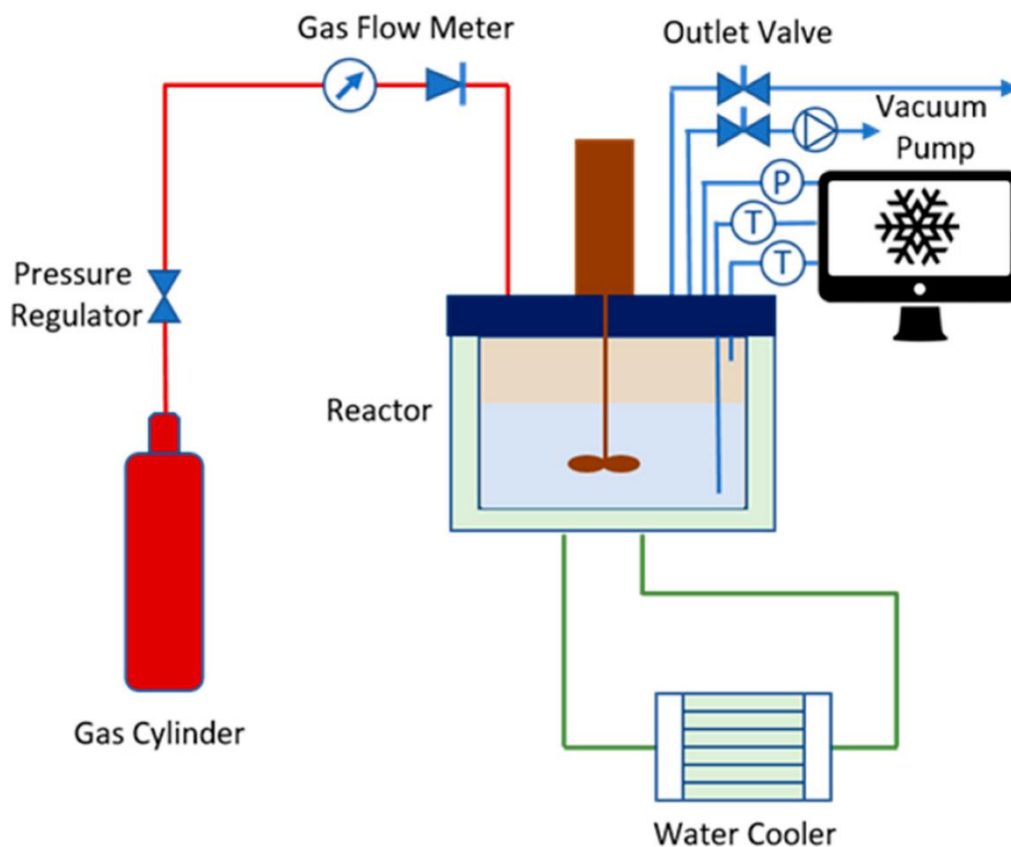 Gas Flow Meter
Outlet Valve
Vacuum
Pump
P
T
T
Pressure
Regulator
Reactor
Gas Cylinder
Water Cooler